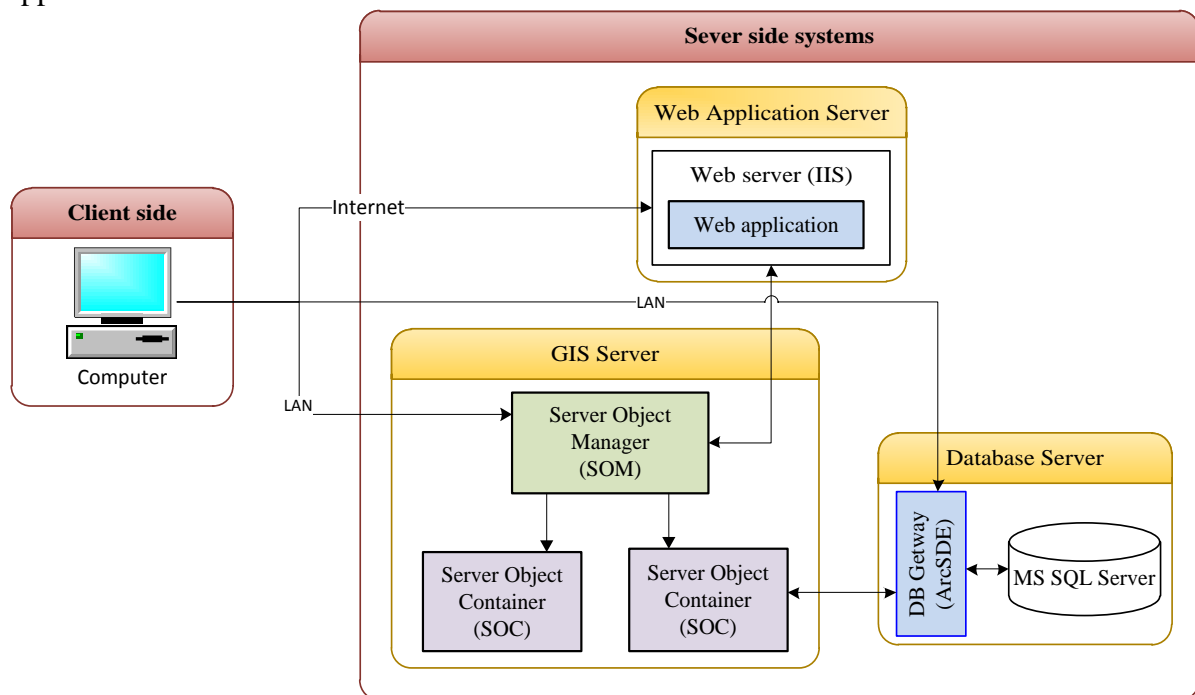 Sever side systems
Web Application Server
Web server (IIS)
Web application
Client side
Computer
Internet
LAN
LAN
GIS Server
Server Object
Manager
(SOM)
Server Object
Container
(SOC)
Server Object
Container
(SOC)
Database Server
DB Getway
(ArcSDE)
MS SQL Server